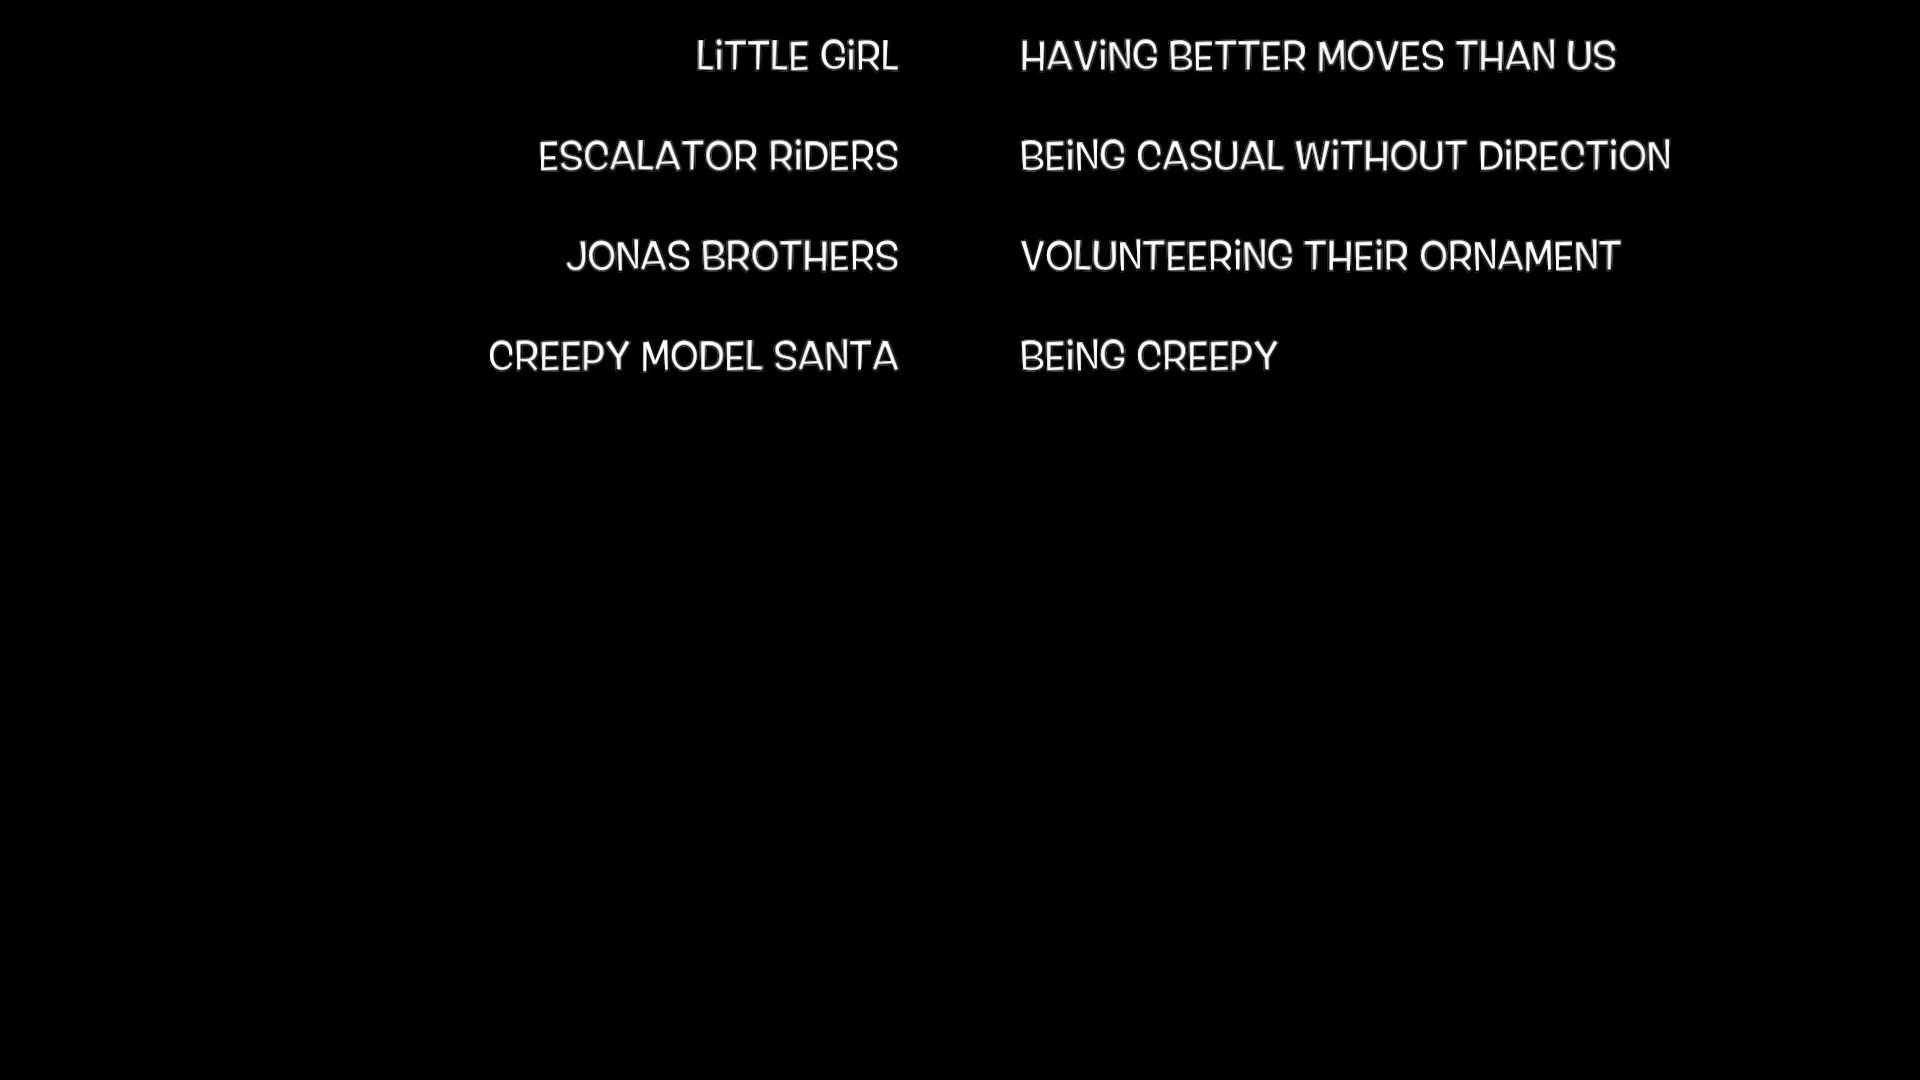 LiTTLE GiRL HAViNG BETTER MOVES THAN US
ESCALATOR RiDERS BEiNG CASUAL WiTHOUT DiRECTiON
JONAS BROTHERS VOLUNTEERiNG THEiR ORNAMENT
CREEPY MODEL SANTA BEiNG CREEPY